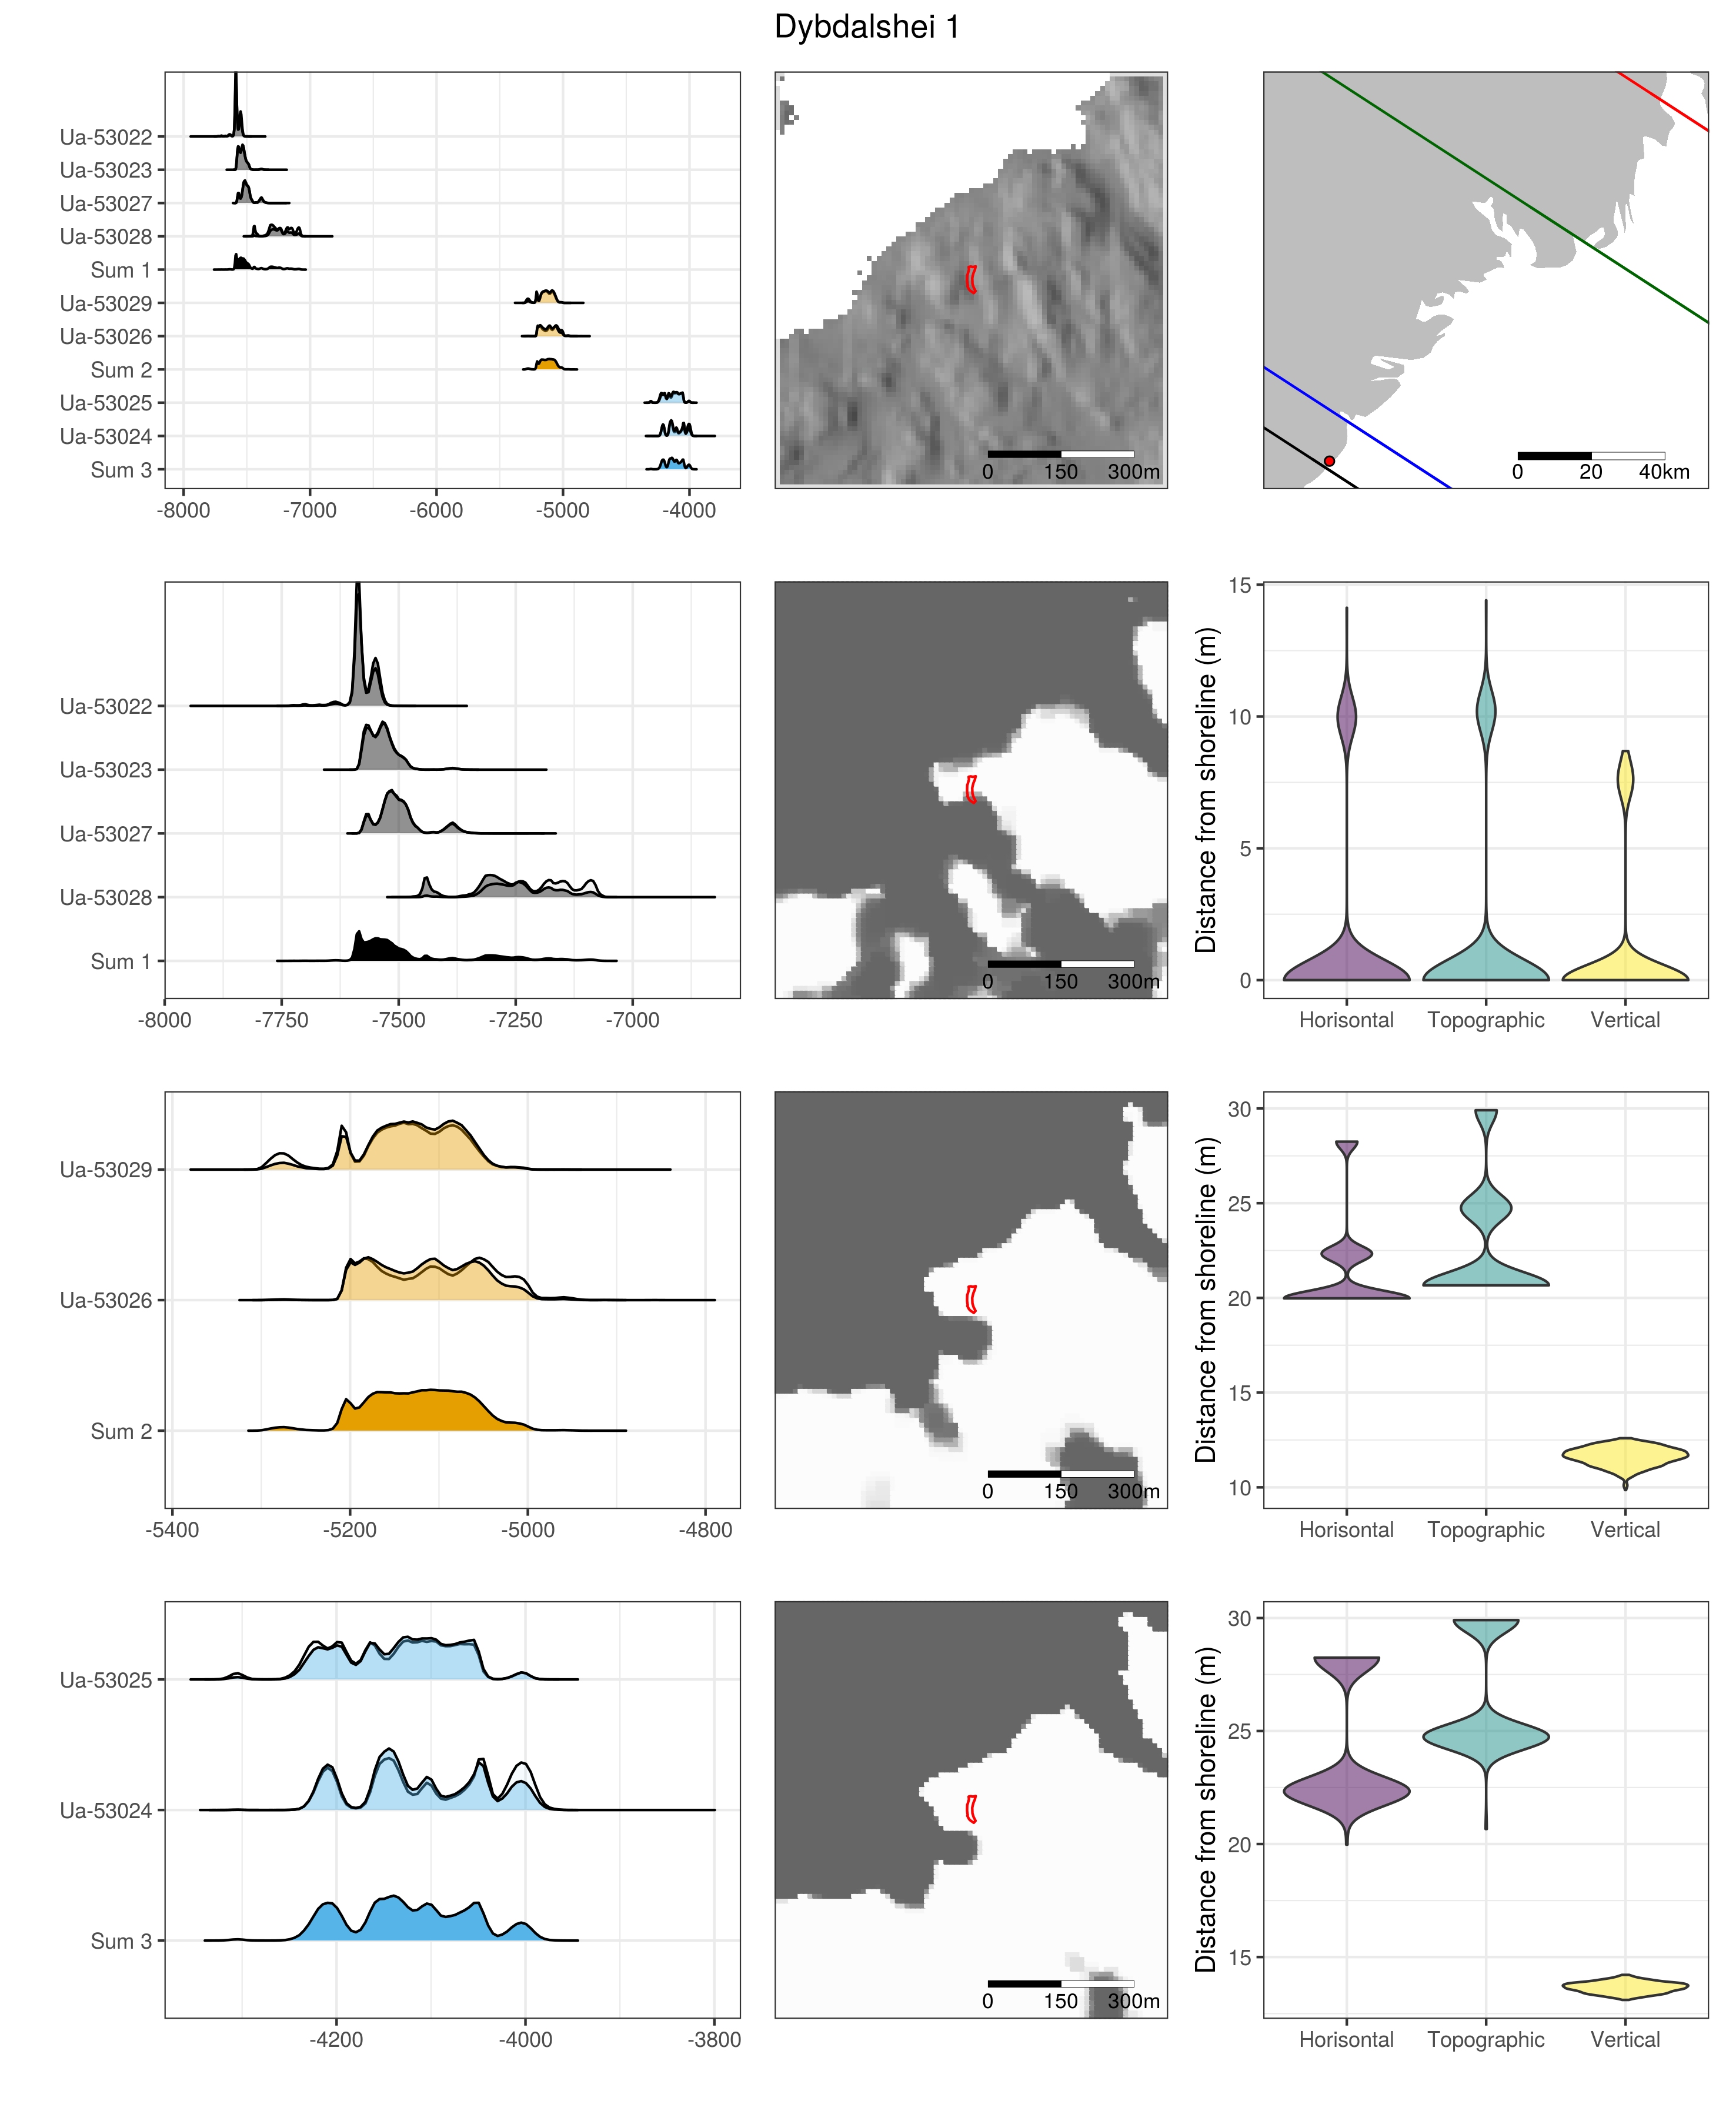 Dybdalshei 1
Ua-53022
Ua-53023
Ua-53027
Ua-53028
Sum 1
Ua-53029
Ua-53026
Sum 2
Ua-53025
Ua-53024
Sum 3
-8000 -7000 -6000 -5000 -4000
0 150 300m
0 20 40km
Ua-53022
Ua-53023
Ua-53027
Ua-53028
Sum 1
-8000 -7750 -7500 -7250 -7000
0 150 300m
Distance from shoreline (m)
15
10
5
0
Horisontal Topographic Vertical
Ua-53029
Ua-53026
Sum 2
-5400 -5200 -5000 -4800
0 150 300m
Distance from shoreline (m)
30
25
20
15
10
Horisontal Topographic Vertical
Ua-53025
Ua-53024
Sum 3
-4200 -4000 -3800
0 150 300m
Distance from shoreline (m)
30
25
20
15
Horisontal Topographic Vertical